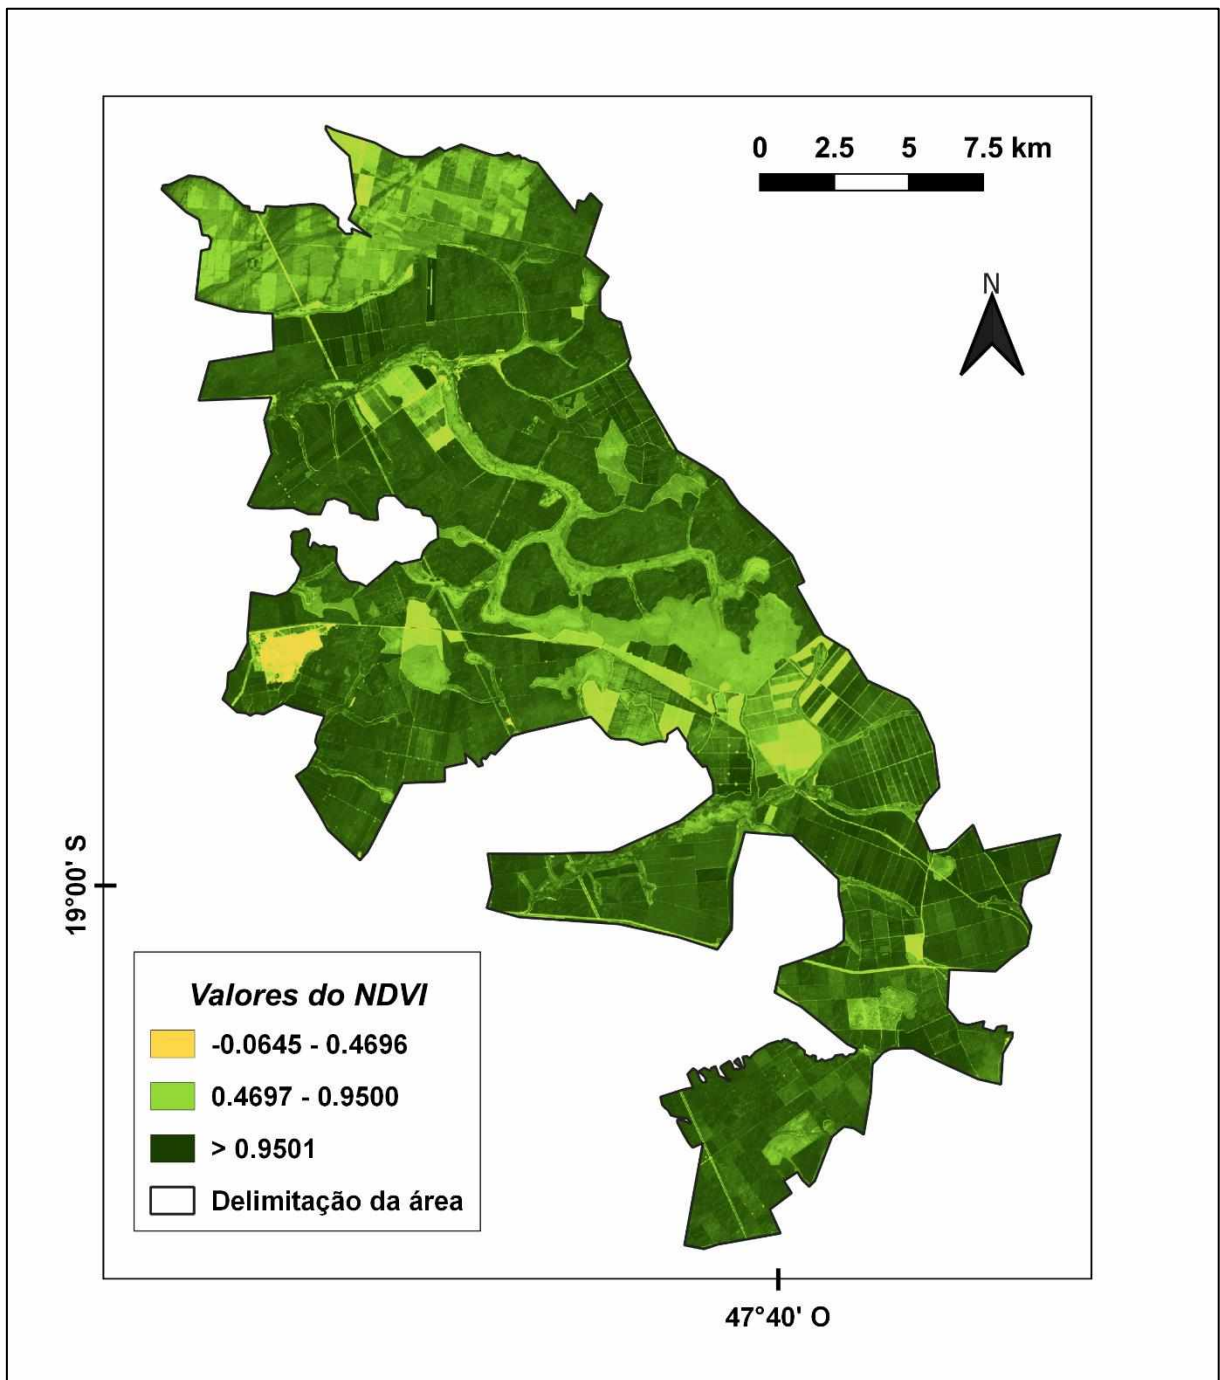 0 2.5 5 7.5 km
N
19°00' S
Valores do NDVI
-0.0645 - 0.4696
0.4697 - 0.9500
> 0.9501
Delimitação da área
47°40' O